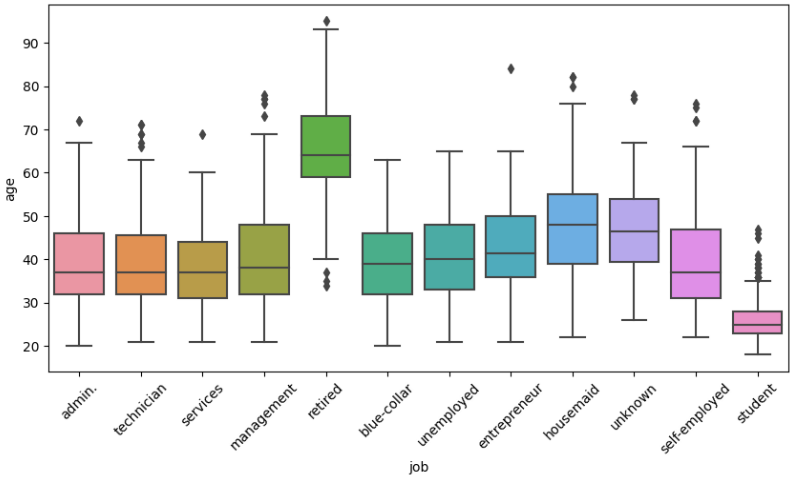 age
90
80
70
60
50
40
30
20
admin.
technician
services
management
retired
blue-collar
unemployed
entrepreneur
housemaid
unknown
self-employed
student
job